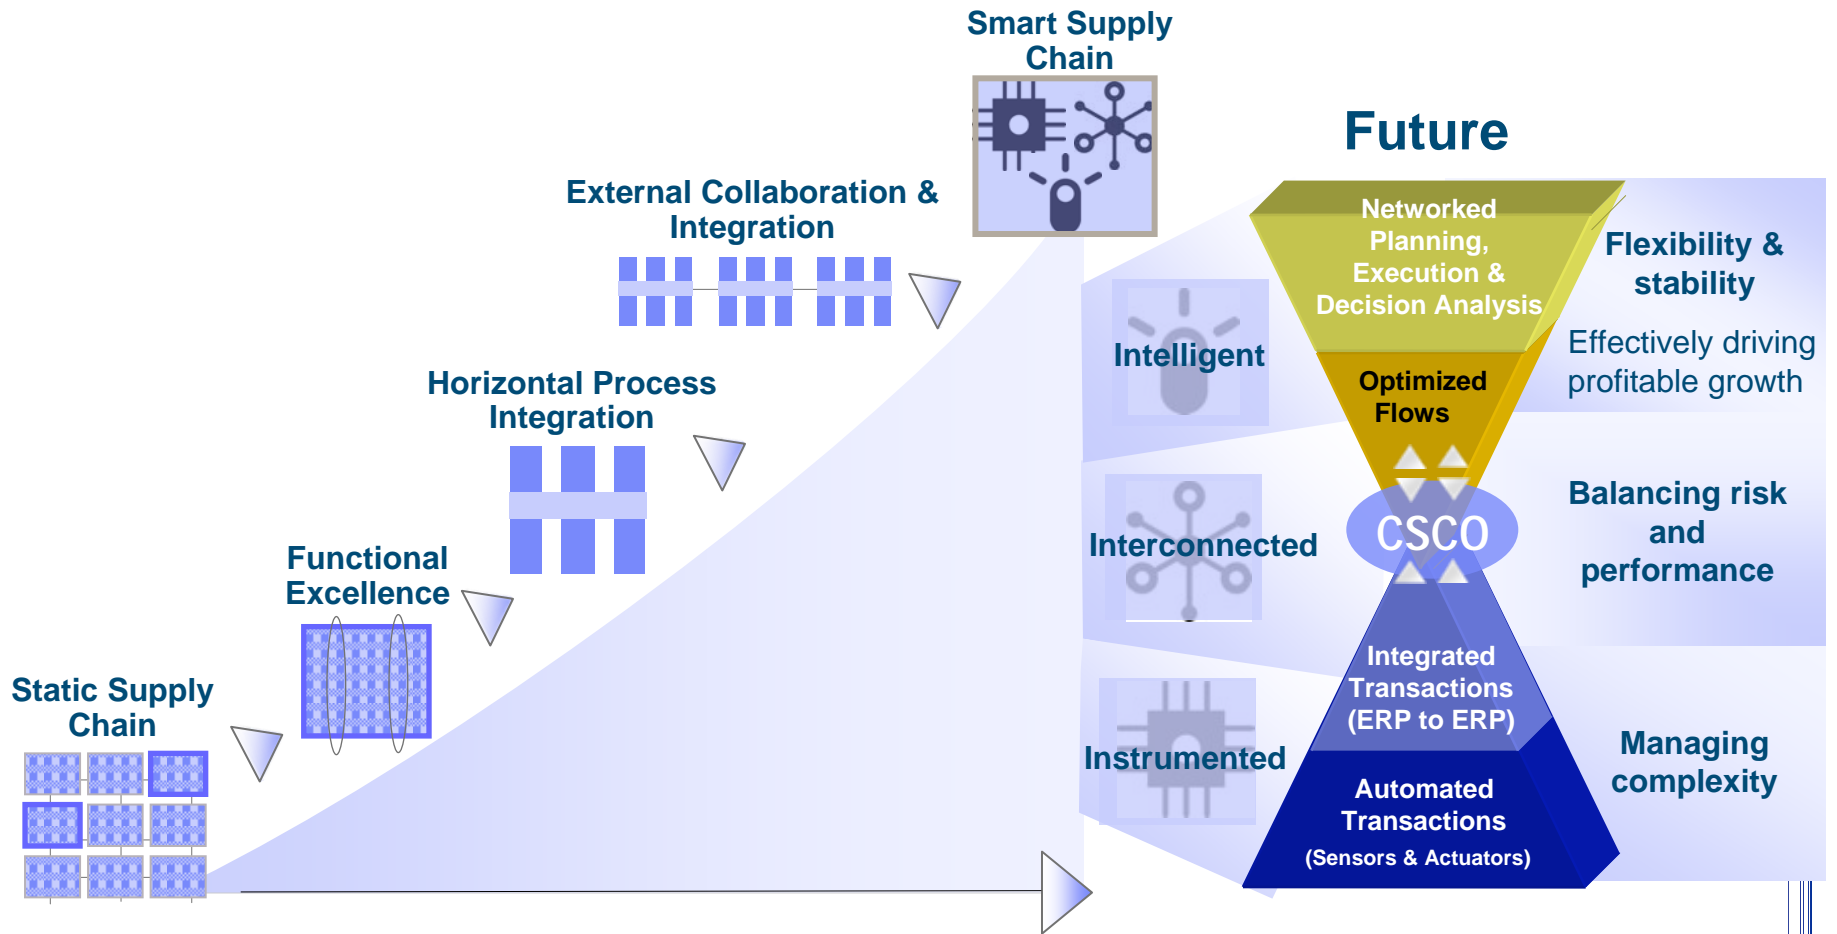 Smart Supply
Chain
Future
External Collaboration &
Integration
Horizontal Process
Integration
Functional
Excellence
Static Supply
Chain
Intelligent
Interconnected
Instrumented
Networked
Planning,
Execution &
Decision Analysis
Optimized
Flows
CSCO
Integrated
Transactions
(ERP to ERP)
Automated
Transactions
(Sensors & Actuators)
Flexibility &
stability
Effectively driving
profitable growth
Balancing risk
and
performance
Managing
complexity